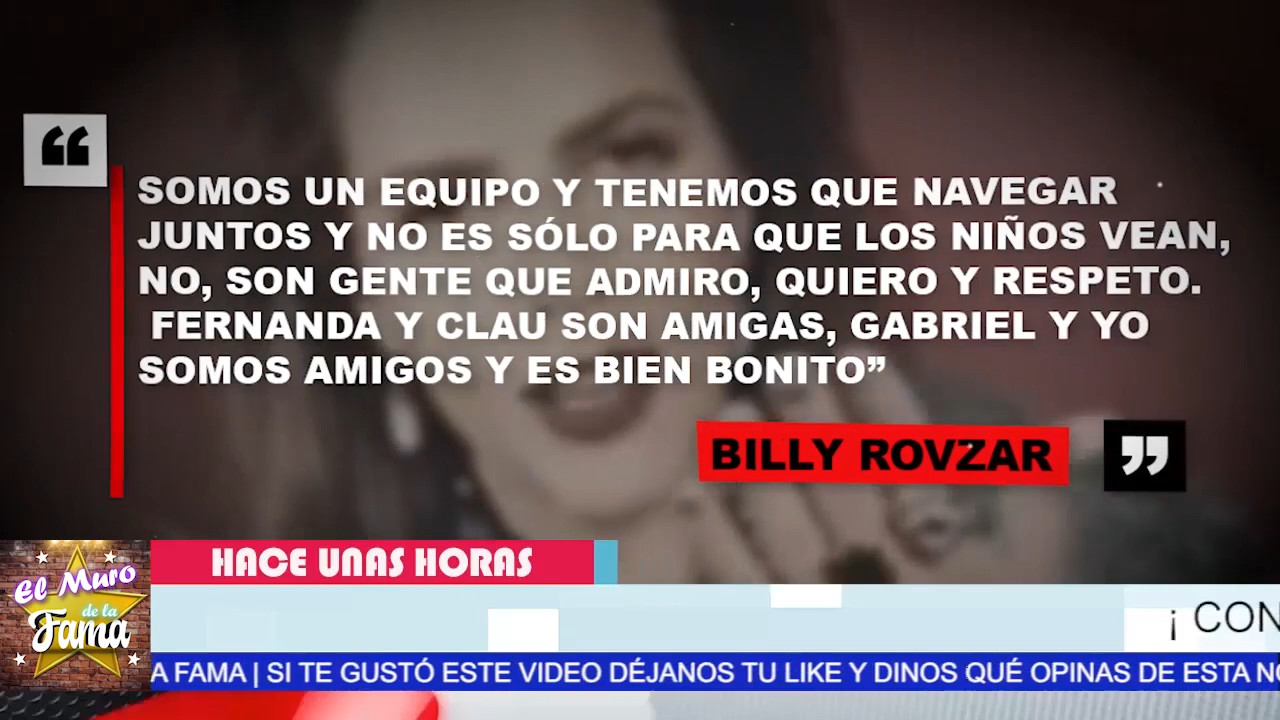 “
SOMOS UN EQUIPO Y TENEMOS QUE NAVEGAR
JUNTOS Y NO ES SÓLO PARA QUE LOS NIÑOS VEAN,
NO, SON GENTE QUE ADMIRO, QUIERO Y RESPETO.
FERNANDA Y CLAU SON AMIGAS, GABRIEL Y YO
SOMOS AMIGOS Y ES BIEN BONITO”
BILLY ROVZAR
”
HACE UNAS HORAS
El Muro
de la
Fama
¡ CON
A FAMA | SI TE GUSTÓ ESTE VIDEO DÉJANOS TU LIKE Y DINOS QUÉ OPINAS DE ESTA NO